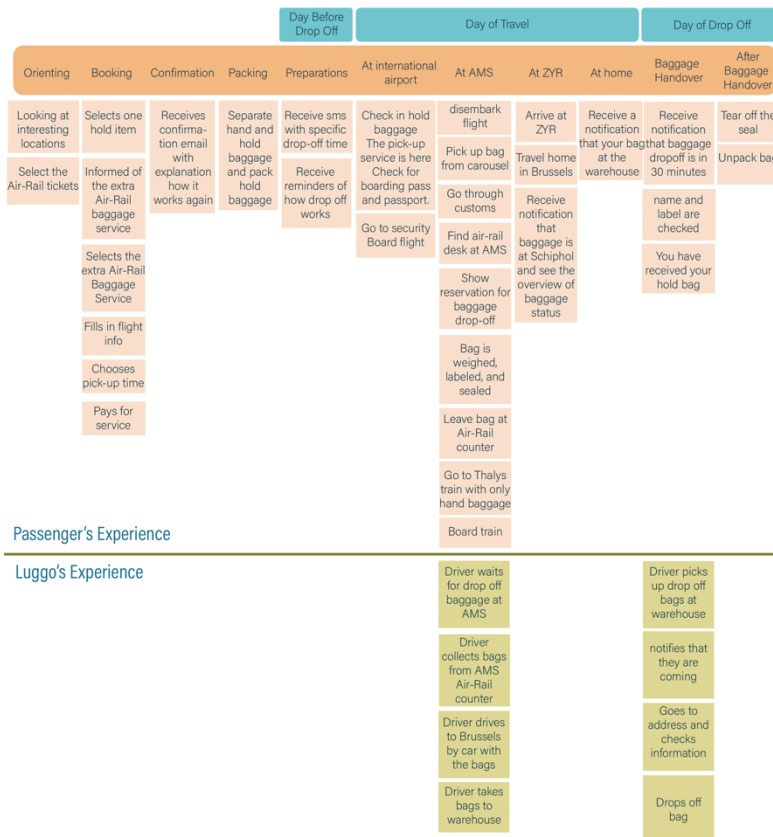 Day Before
Drop Off
Day of Travel
Day of Drop Off
Orienting
Booking
Confirmation
Packing
Preparations
At international
airport
At AMS
At ZYR
At home
Baggage
Handover
After
Baggage
Handover
Looking at
interesting
locations
Select the
Air-Rail tickets
Selects one
hold item
Informed of
the extra
Air-Rail
baggage
service
Selects the
extra Air-Rail
Baggage
Service
Fills in flight
info
Chooses
pick-up time
Pays for
service
Receives
confirma-
tion email
with
explanation
how it
works again
Separate
hand and
hold
baggage
and pack
hold
baggage
Receive sms
with specific
drop-off time
Receive
reminders of
how drop off
works
Check in hold
baggage
The pick-up
service is here
Check for
boarding pass
and passport.
Go to security
Board flight
disembark
flight
Pick up bag
from carousel
Go through
customs
Find air-rail
desk at AMS
Show
reservation for
baggage
drop-off
Bag is
weighed,
labeled, and
sealed
Leave bag at
Air-Rail
counter
Go to Thalys
train with only
hand baggage
Board train
Arrive at
ZYR
Travel home
in Brussels
Receive
notification
that
baggage is
at Schiphol
and see the
overview of
baggage
status
Receive a
notification
that your bag
at the
warehouse
Receive
notification
that baggage
dropoff is in
30 minutes
name and
label are
checked
You have
received your
hold bag
Tear off the
seal
Unpack bag
Passenger's Experience
Luggo's Experience
Driver waits
for drop off
baggage at
AMS
Driver
collects bags
from AMS
Air-Rail
counter
Driver drives
to Brussels
by car with
the bags
Driver takes
bags to
warehouse
Driver picks
up drop off
bags at
warehouse
notifies that
they are
coming
Goes to
address and
checks
information
Drops off
bag